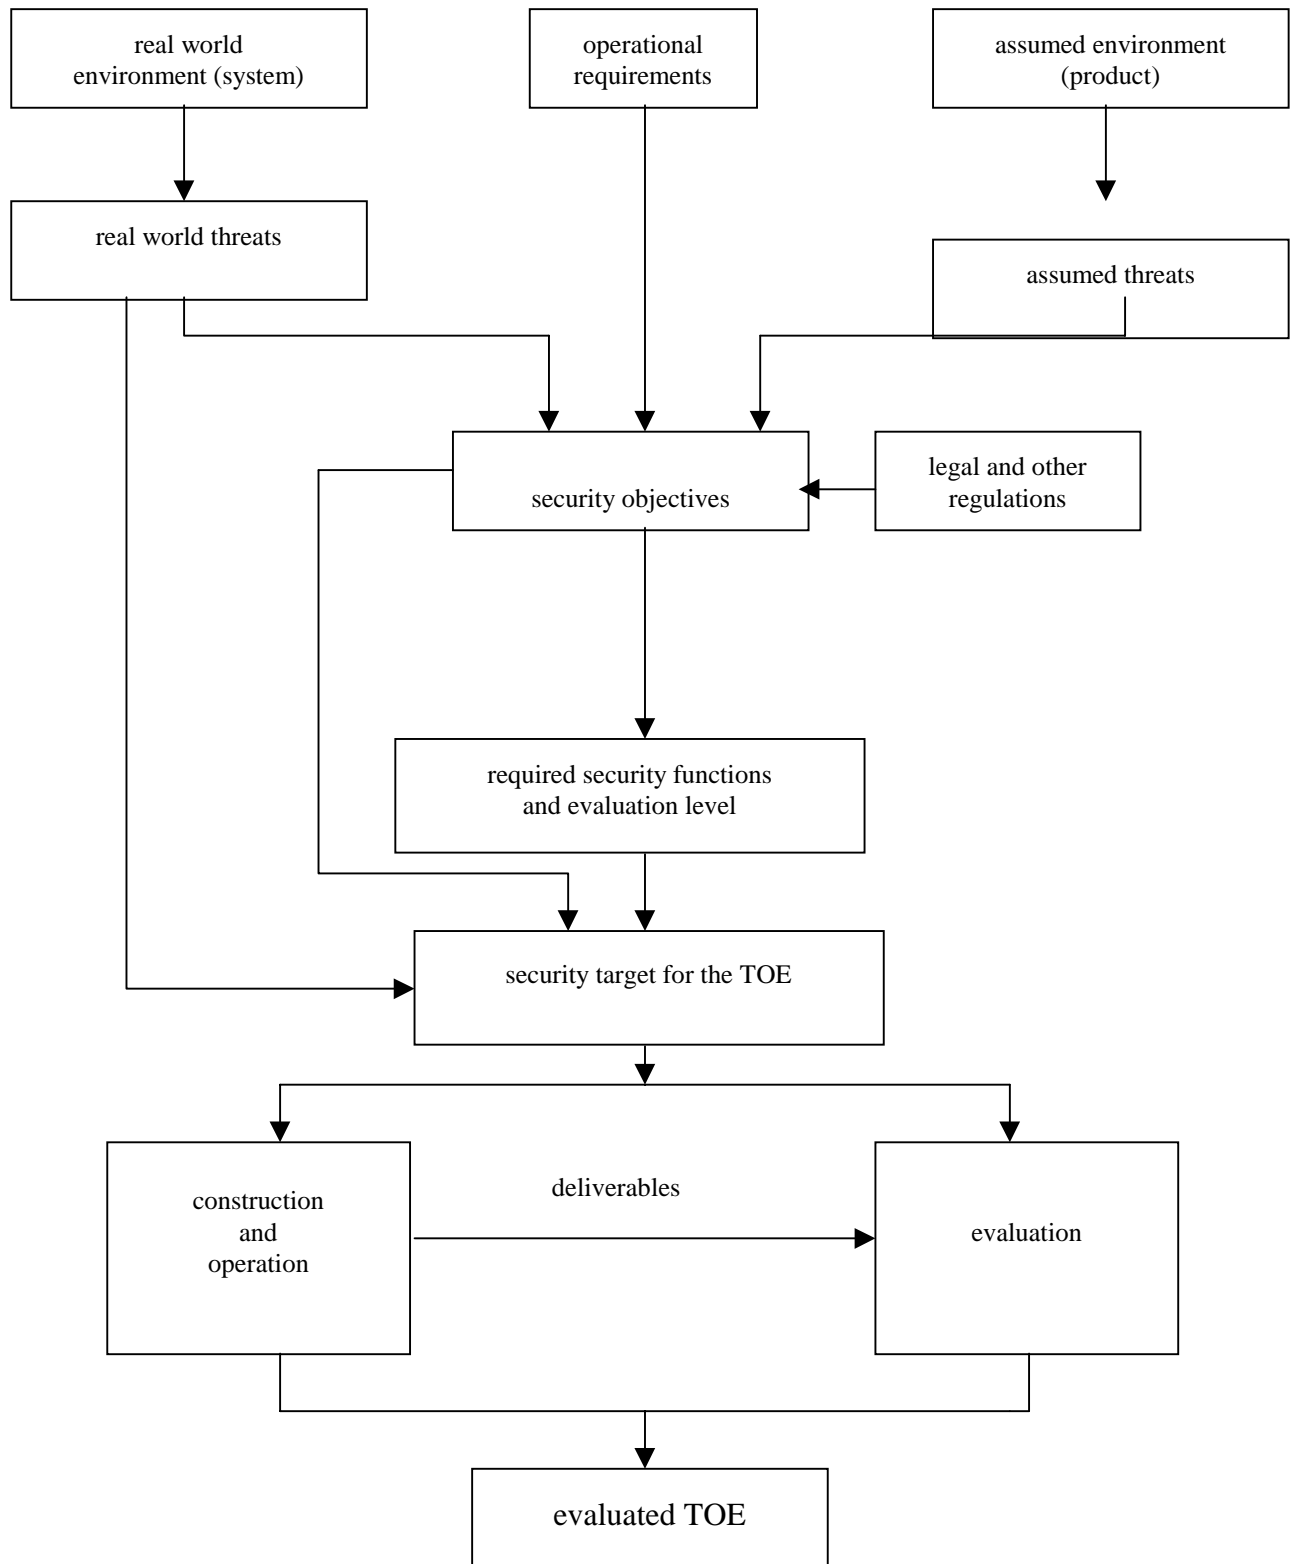 real world
environment (system)
operational
requirements
assumed environment
(product)
real world threats
assumed threats
legal and other
regulations
security objectives
required security functions
and evaluation level
security target for the TOE
construction
and
operation
deliverables
evaluation
evaluated TOE